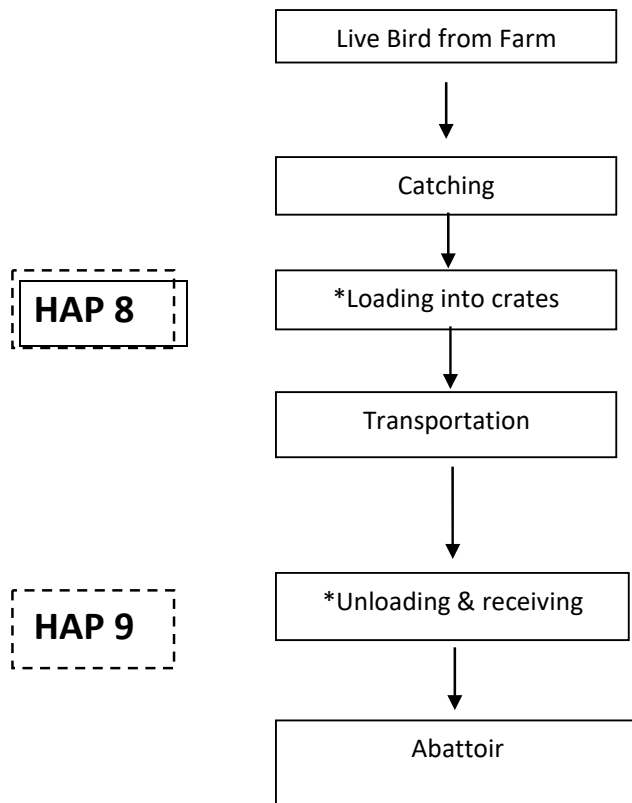 Live Bird from Farm
Catching
HAP 8
*Loading into crates
Transportation
HAP 9
*Unloading & receiving
Abattoir